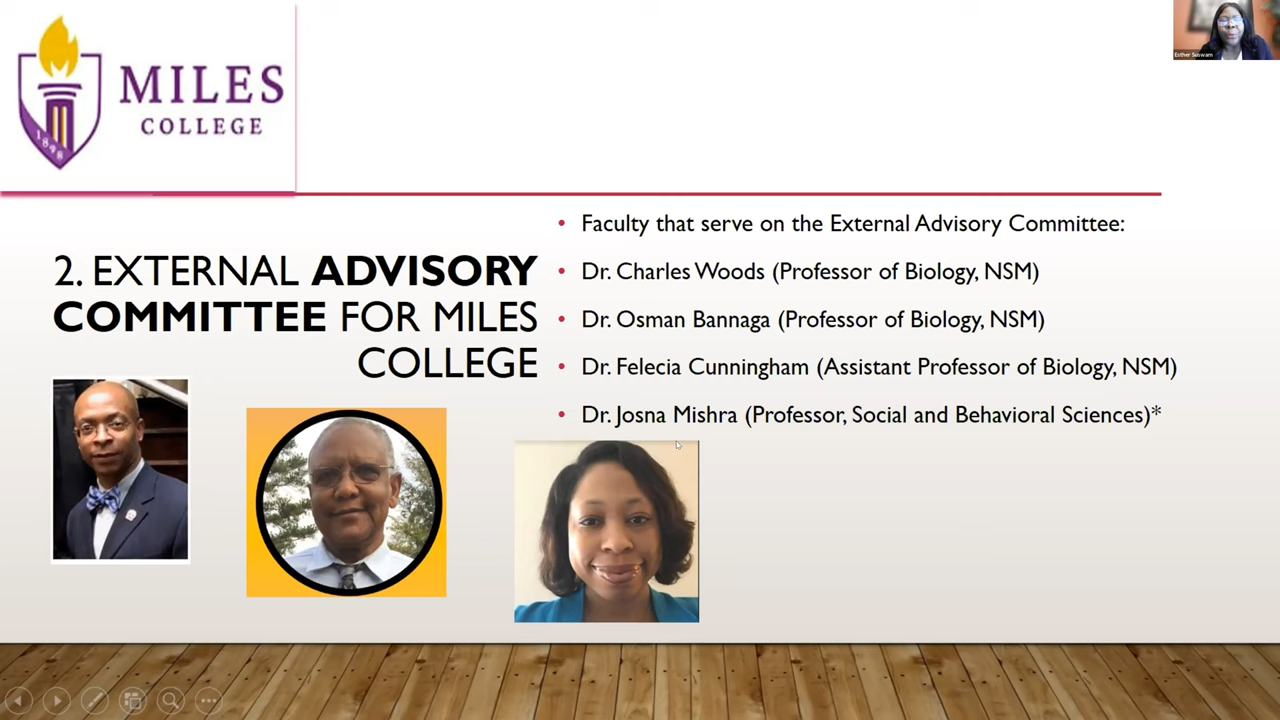 MILES
COLLEGE
1898
Esther Suswam
2. EXTERNAL ADVISORY
COMMITTEE FOR MILES
COLLEGE
• Faculty that serve on the External Advisory Committee:
• Dr. Charles Woods (Professor of Biology, NSM)
• Dr. Osman Bannaga (Professor of Biology, NSM)
• Dr. Felecia Cunningham (Assistant Professor of Biology, NSM)
• Dr. Josna Mishra (Professor, Social and Behavioral Sciences)*